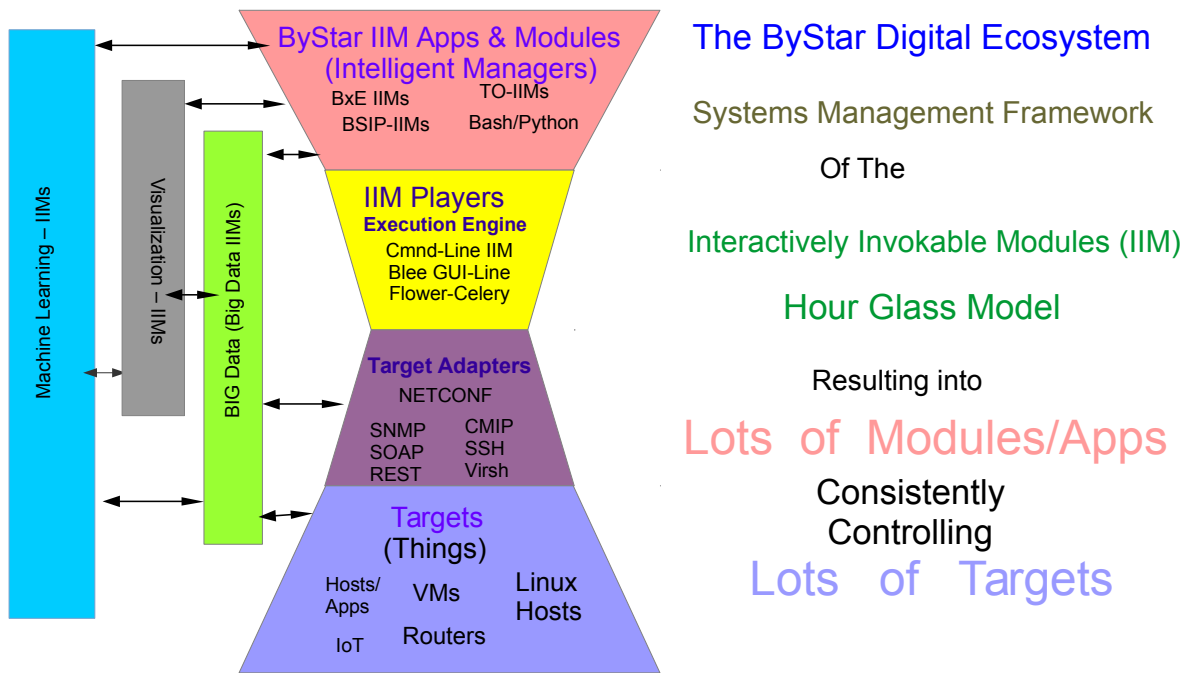 Machine Learning – IIMs
Visualization – IIMs
BIG Data (Big Data IIMs)
ByStar IIM Apps & Modules
(Intelligent Managers)
BxE IIMs
TO-IIMs
BSIP-IIMs
Bash/Python
IIM Players
Execution Engine
Cmnd-Line IIM
Blee GUI-Line
Flower-Celery
Target Adapters
NETCONF
SNMP
CMIP
SOAP
SSH
REST
Virsh
Targets
(Things)
Hosts/
Apps
VMs
Linux
Hosts
IoT
Routers
The ByStar Digital Ecosystem
Systems Management Framework
Of The
Interactively Invokable Modules (IIM)
Hour Glass Model
Resulting into
Lots of Modules/Apps
Consistently
Controlling
Lots of Targets